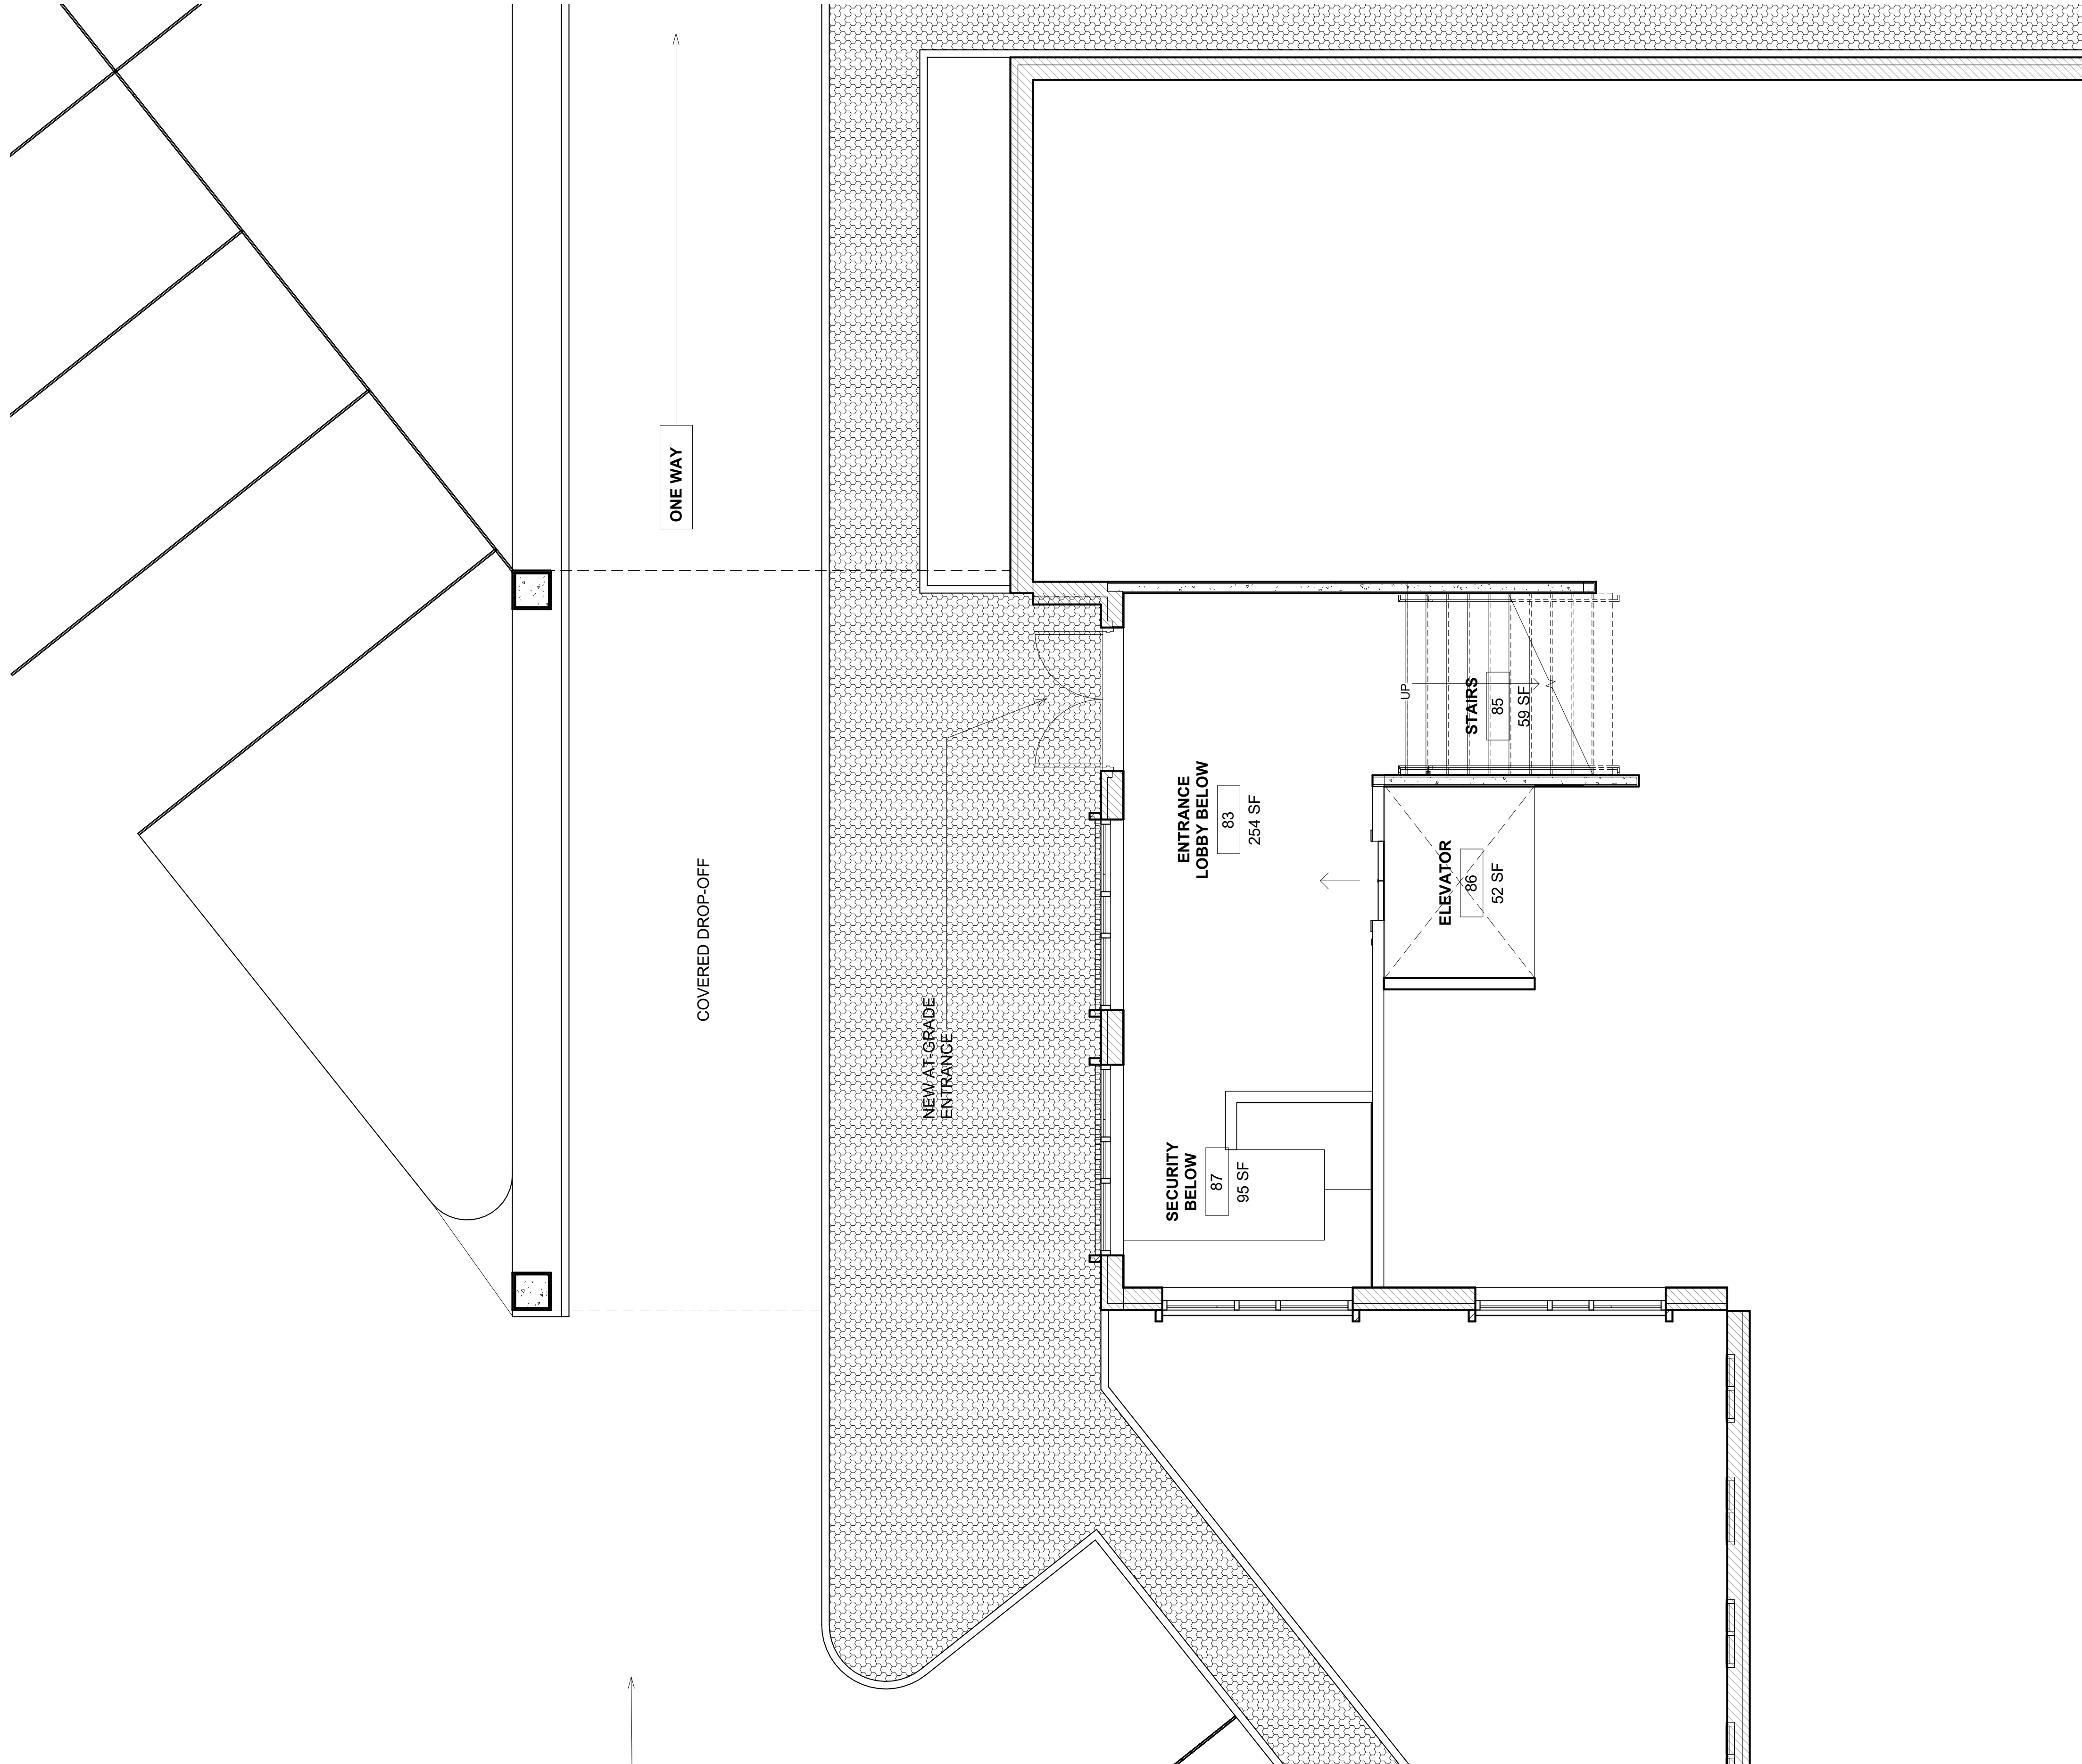 ONE WAY
COVERED DROP-OFF
NEW AT-GRADE
ENTRANCE
ENTRANCE
LOBBY BELOW
83
254 SF
UP
STAIRS
85
59 SF
ELEVATOR
86
52 SF
SECURITY
BELOW
87
95 SF